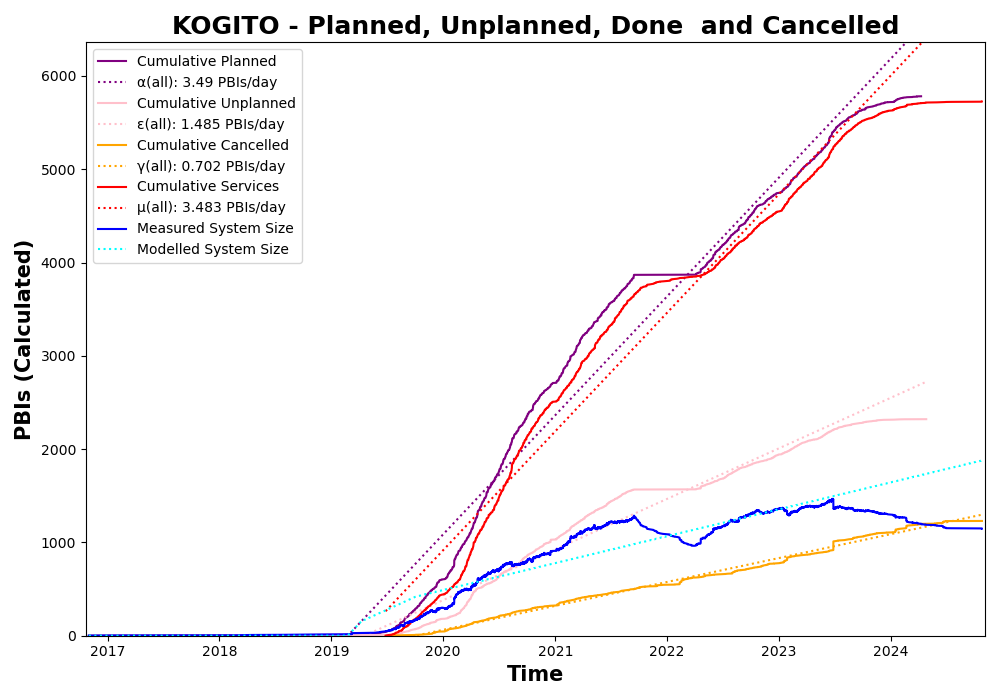 KOGITO - Planned, Unplanned, Done  and Cancelled
PBIs (Calculated)
6000
5000
4000
3000
2000
1000
0
Cumulative Planned
α(all): 3.49 PBIs/day
Cumulative Unplanned
ε(all): 1.485 PBIs/day
Cumulative Cancelled
γ(all): 0.702 PBIs/day
Cumulative Services
μ(all): 3.483 PBIs/day
Measured System Size
Modelled System Size
2017 2018 2019 2020 2021 2022 2023 2024
Time